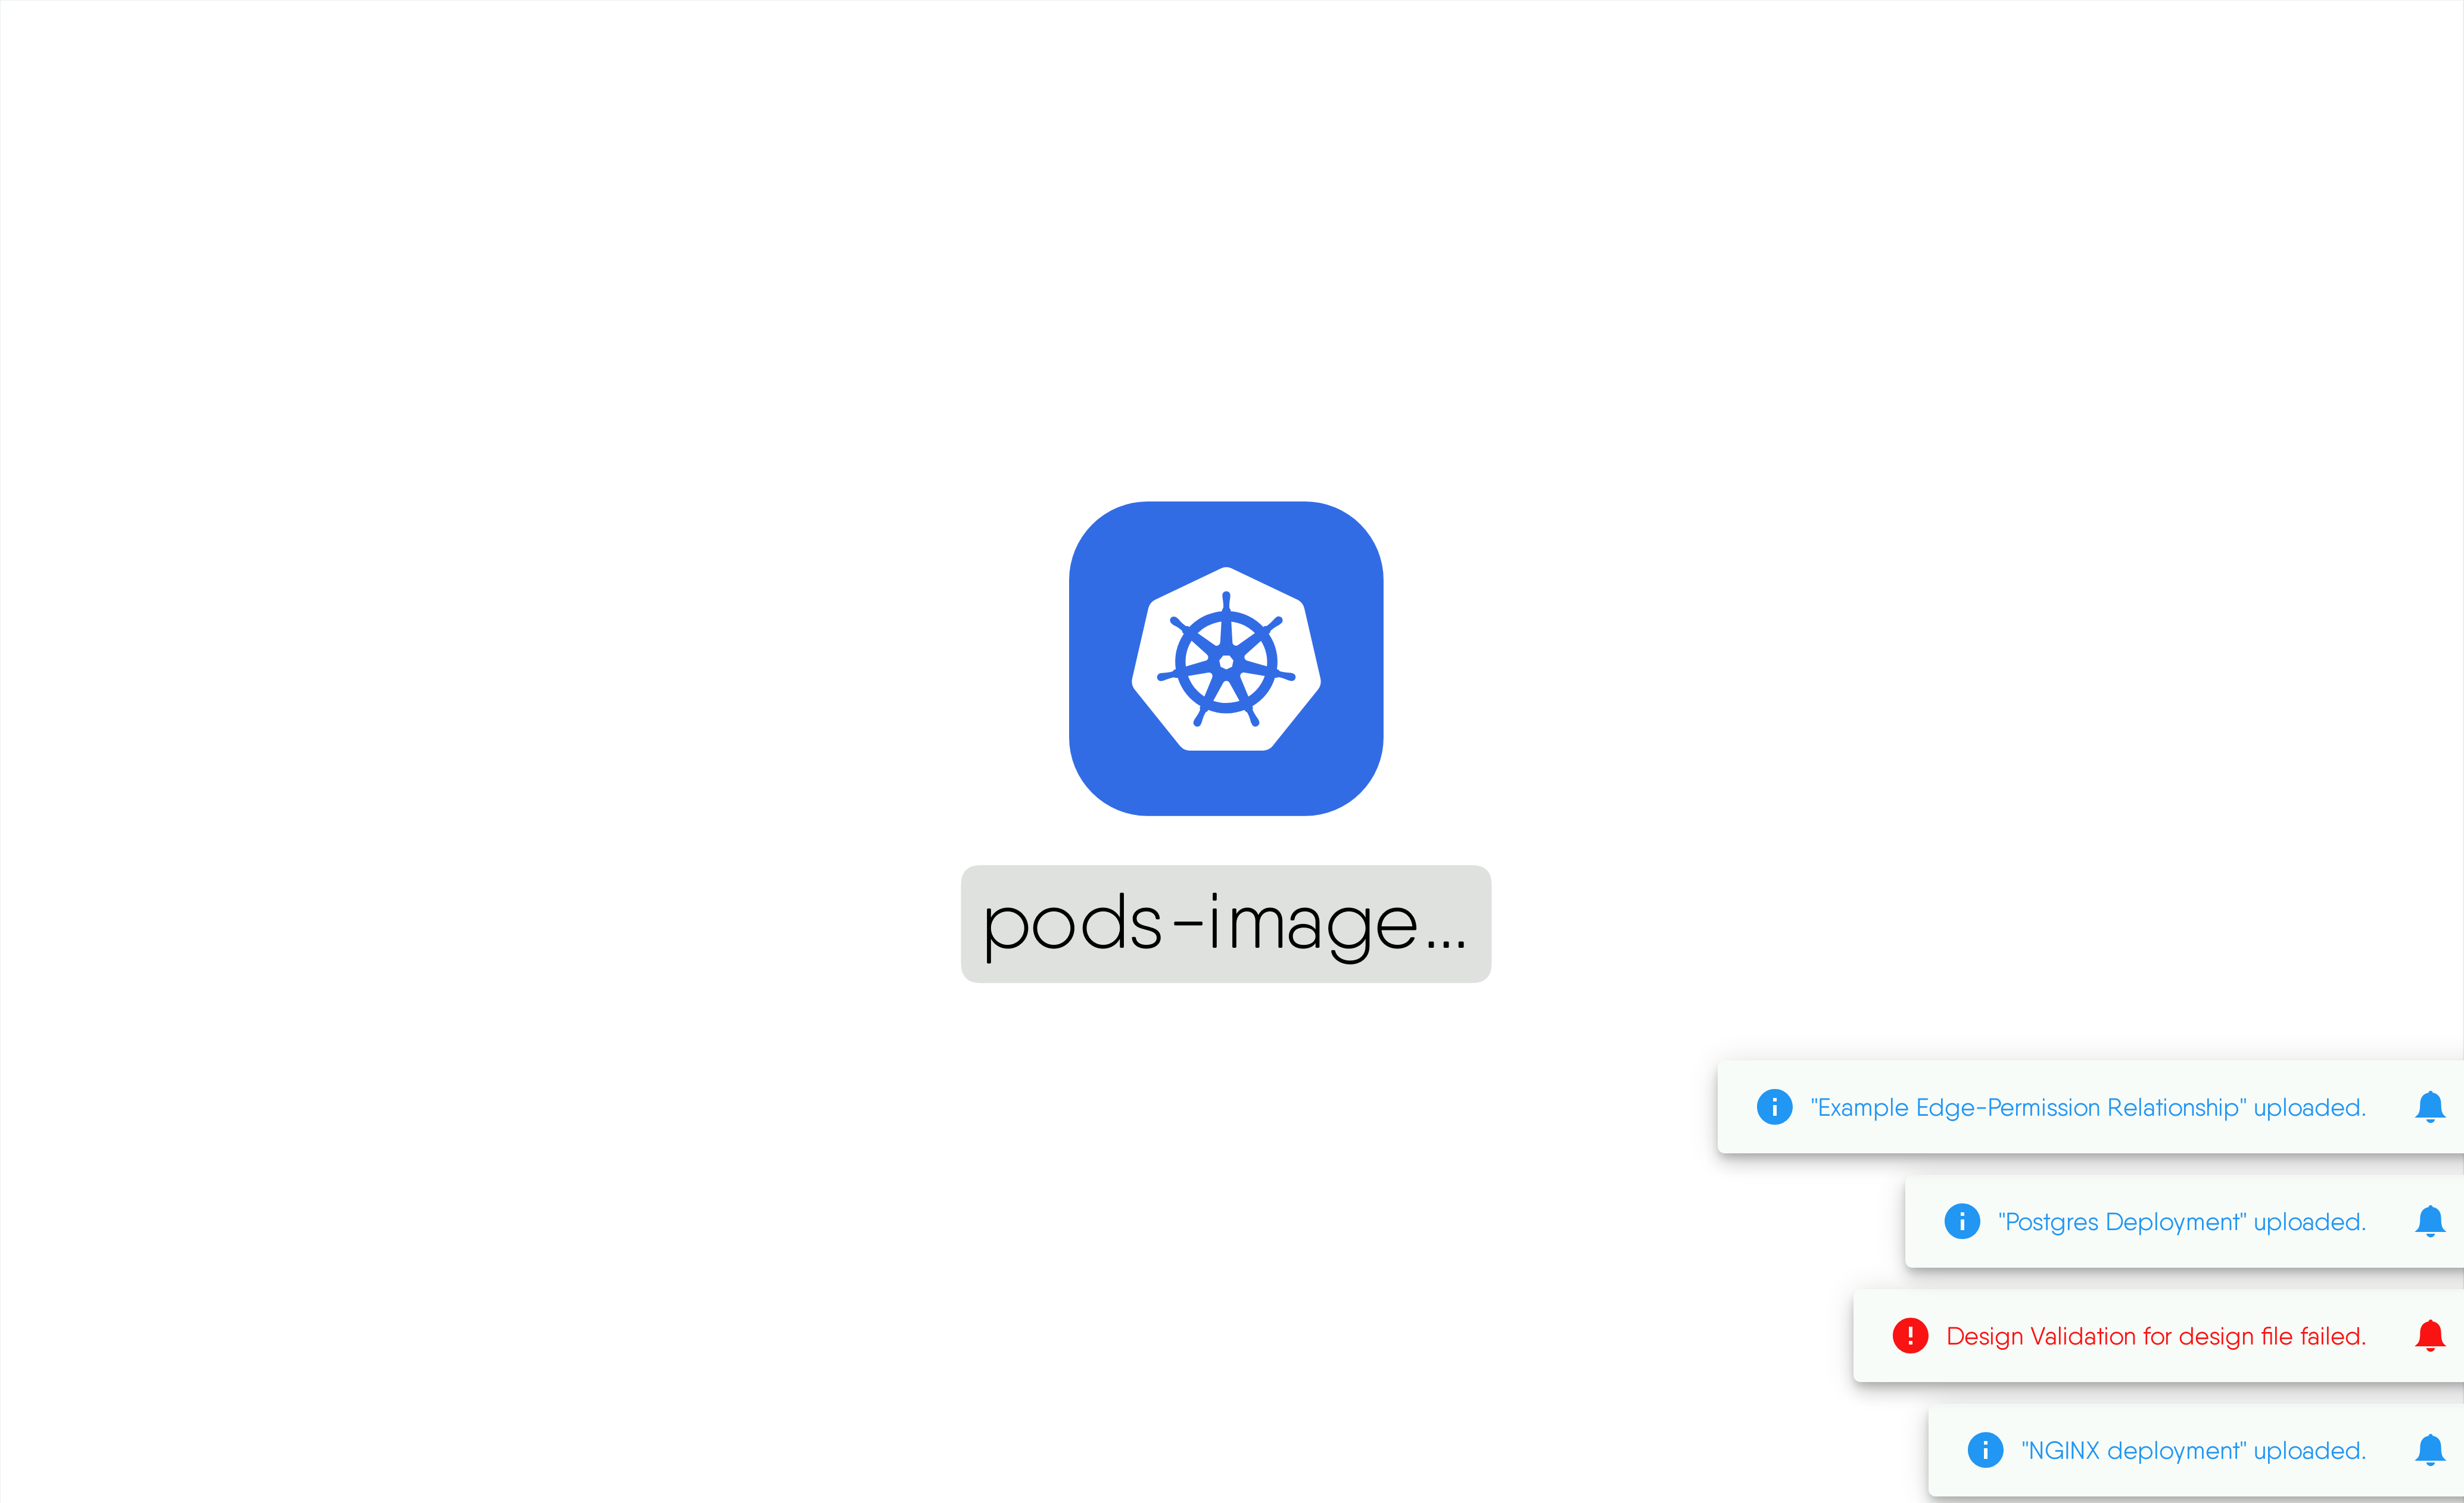 pods-image...
"Example Edge-Permission Relationship" uploaded.
"Postgres Deployment" uploaded.
Design Validation for design file failed.
"NGINX deployment" uploaded.